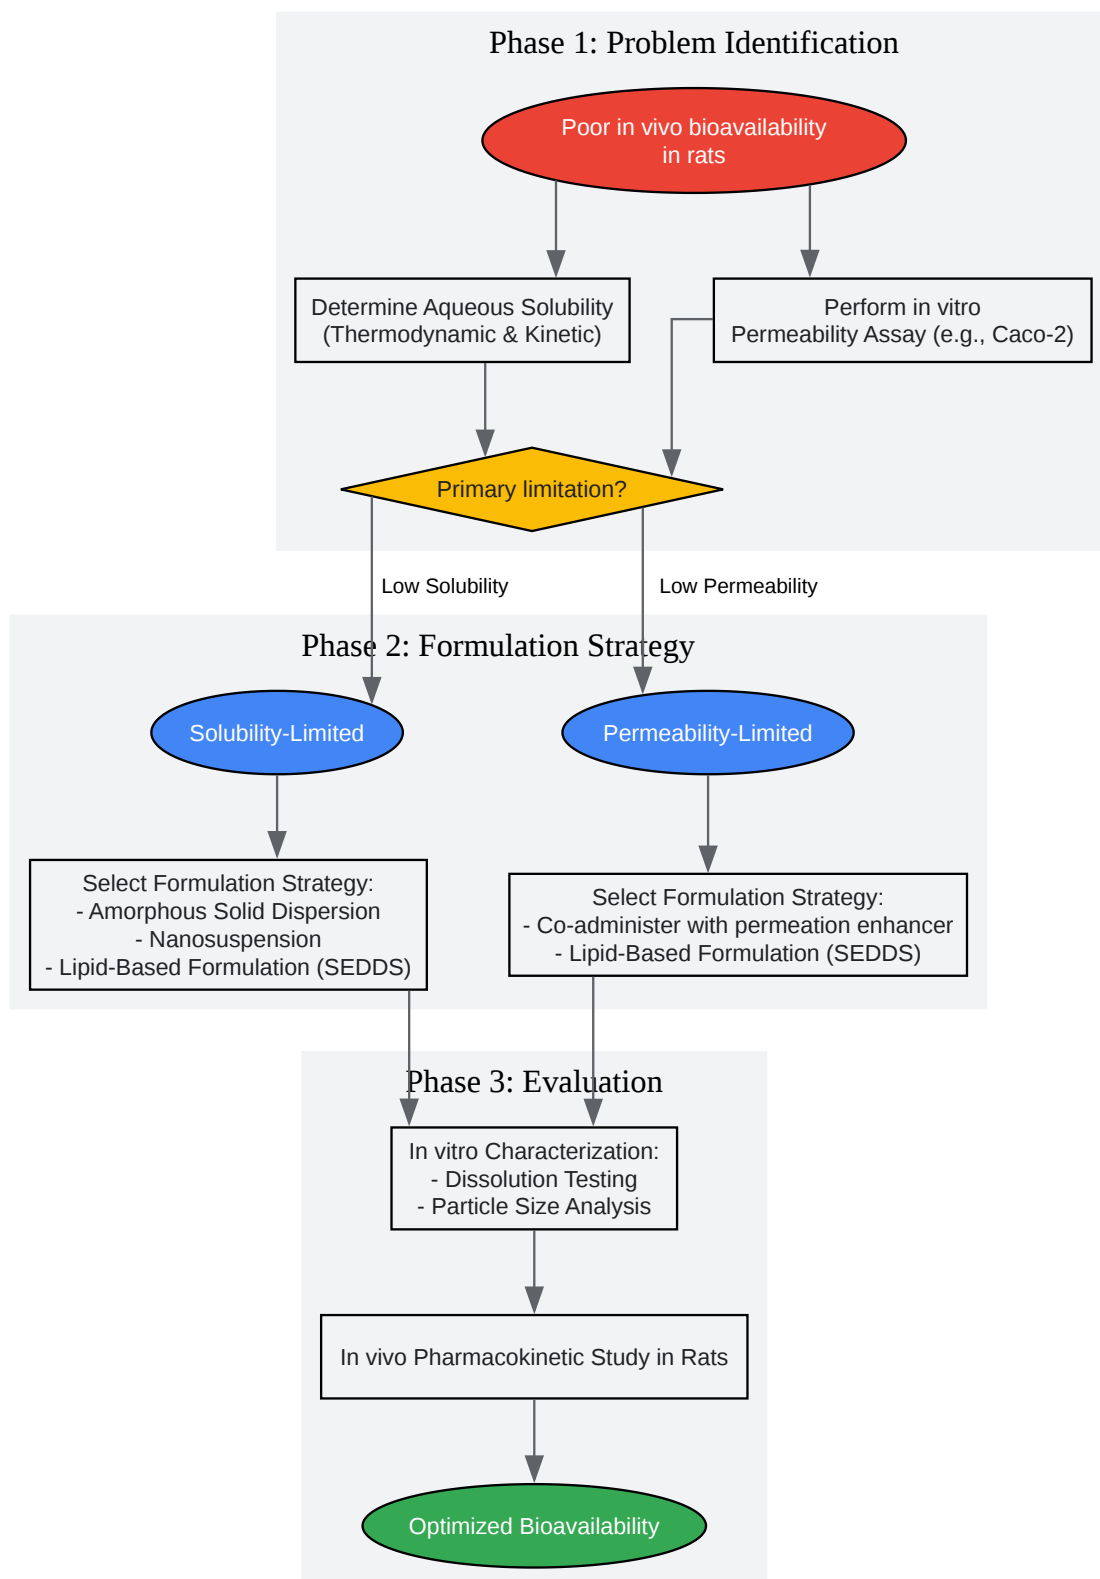 Phase 1: Problem Identification
Poor in vivo bioavailability
in rats
Determine Aqueous Solubility
(Thermodynamic & Kinetic)
Perform in vitro
Permeability Assay (e.g., Caco-2)
Primary limitation?
Low Solubility
Low Permeability
Phase 2: Formulation Strategy
Solubility-Limited
Permeability-Limited
Select Formulation Strategy:
- Amorphous Solid Dispersion
- Nanosuspension
- Lipid-Based Formulation (SEDDS)
Select Formulation Strategy:
- Co-administer with permeation enhancer
- Lipid-Based Formulation (SEDDS)
Phase 3: Evaluation
In vitro Characterization:
- Dissolution Testing
- Particle Size Analysis
In vivo Pharmacokinetic Study in Rats
Optimized Bioavailability